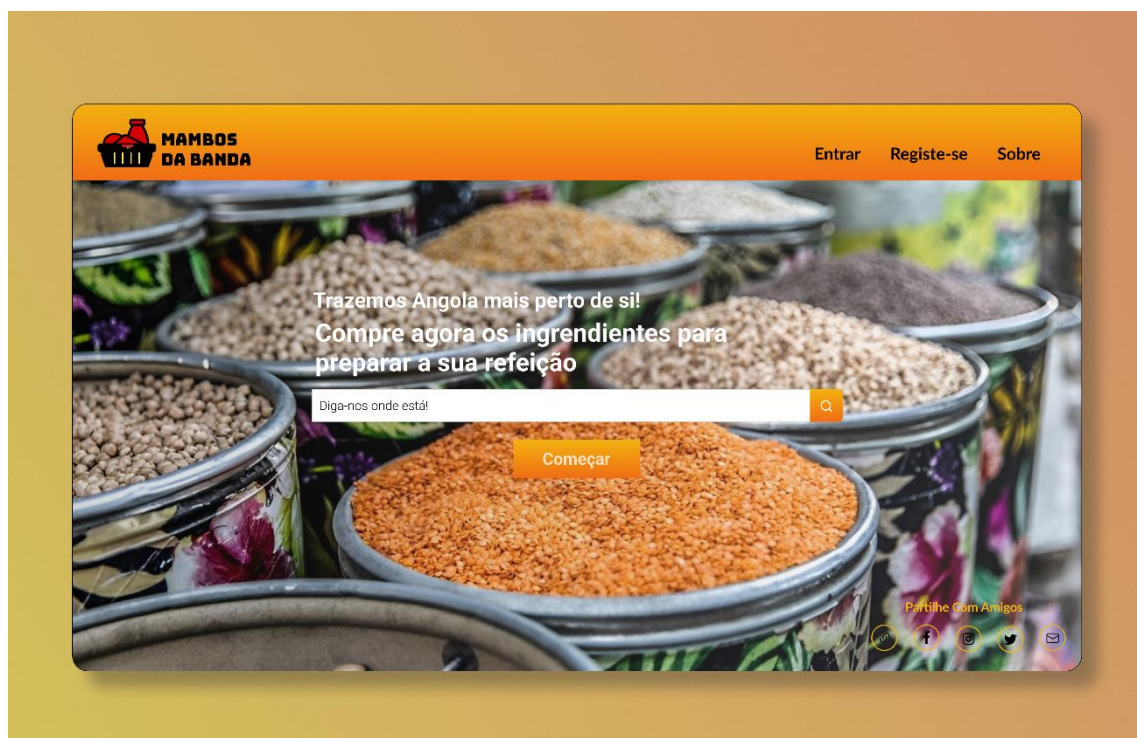 MAMBOS
DA BANDA
Entrar Registe-se Sobre
Trazemos Angola mais perto de si!
Compre agora os ingrendientes para
preparar a sua refeição
Diga-nos onde está!
Começar
Partilhe Com Amigos